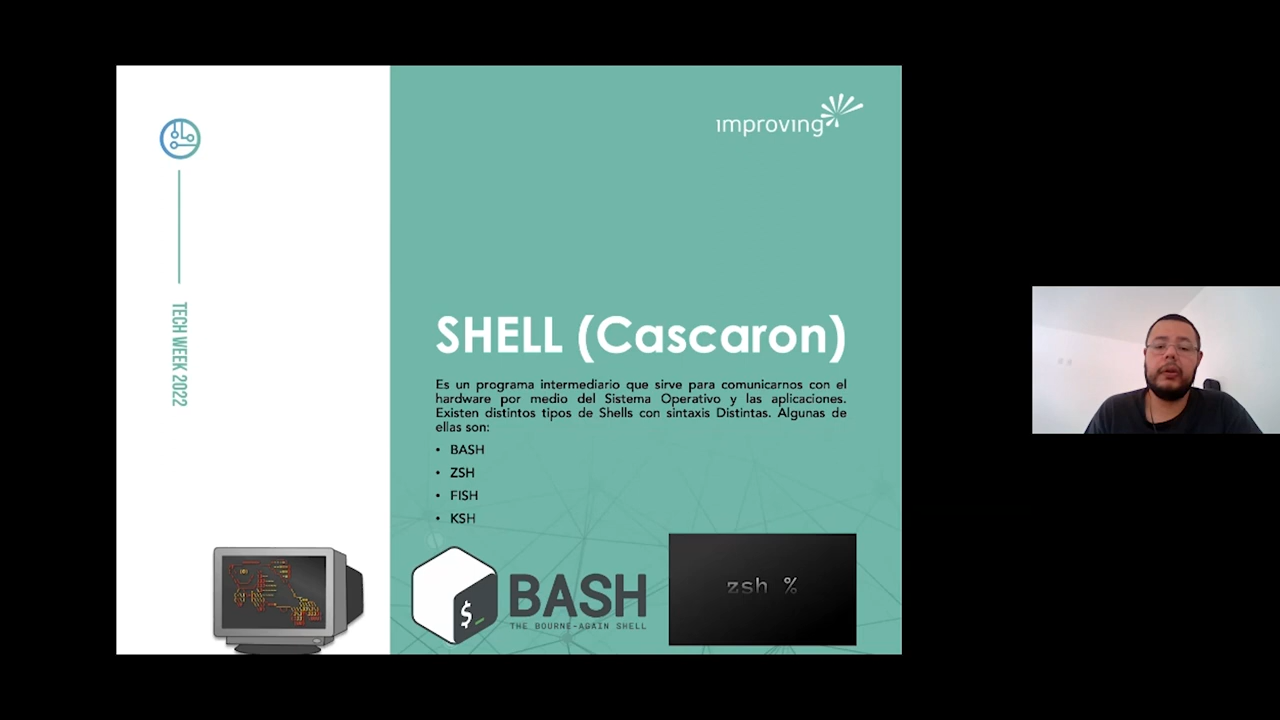 improving
TECH WEEK 2022
SHELL (Cascaron)
Es un programa intermediario que sirve para comunicarnos con el
hardware por medio del Sistema Operativo y las aplicaciones.
Existen distintos tipos de Shells con sintaxis Distintas. Algunas de
ellas son:
• BASH
• ZSH
• FISH
• KSH
$_
BASH
THE BOURNE-AGAIN SHELL
zsh %